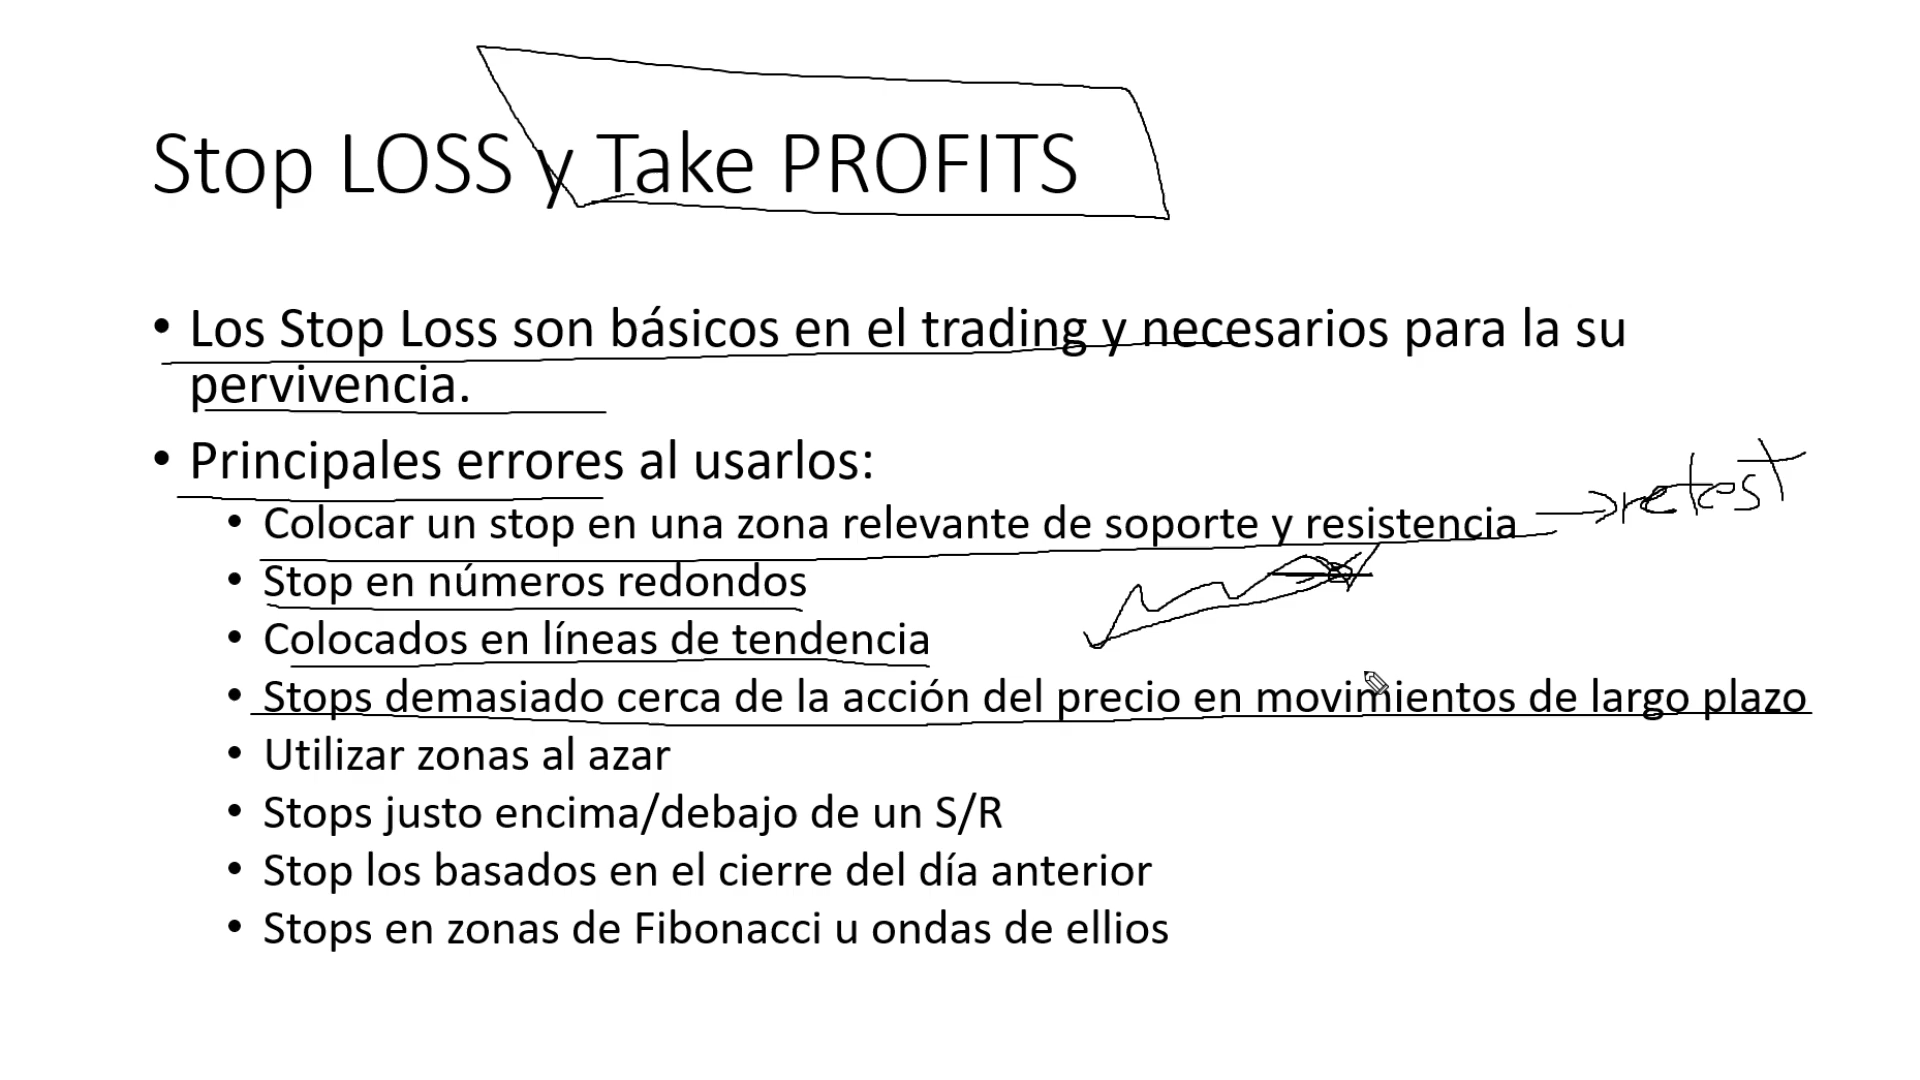 Stop LOSS y Take PROFITS
• Los Stop Loss son básicos en el trading y necesarios para la su
pervivencia.
• Principales errores al usarlos:
• Colocar un stop en una zona relevante de soporte y resistencia → retest
• Stop en números redondos
• Colocados en líneas de tendencia
• Stops demasiado cerca de la acción del precio en movimientos de largo plazo
• Utilizar zonas al azar
• Stops justo encima/debajo de un S/R
• Stop los basados en el cierre del día anterior
• Stops en zonas de Fibonacci u ondas de ellios